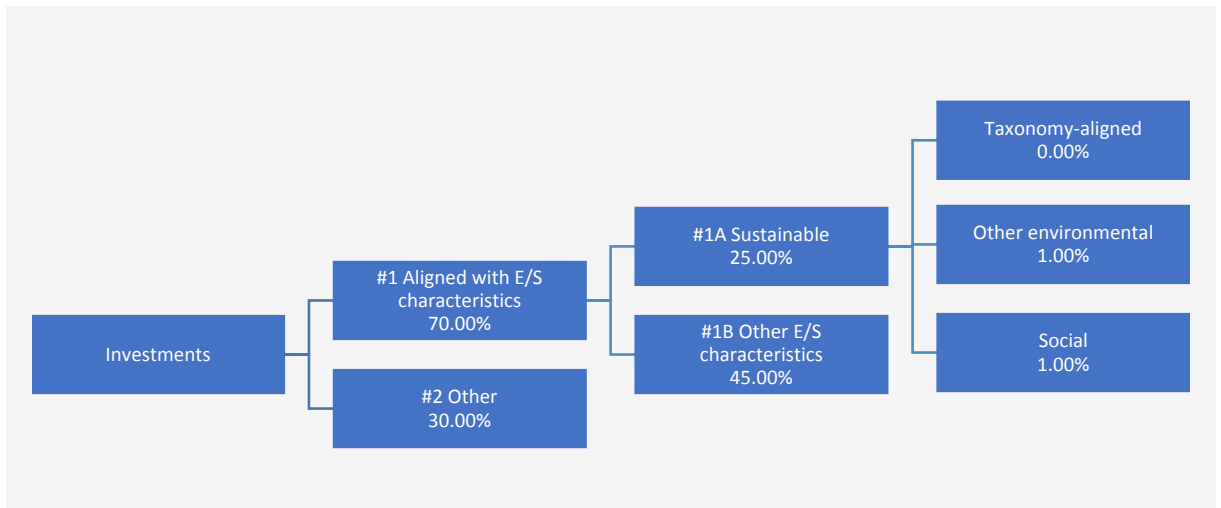 Investments
#1 Aligned with E/S
characteristics
70.00%
#2 Other
30.00%
#1A Sustainable
25.00%
#1B Other E/S
characteristics
45.00%
Taxonomy-aligned
0.00%
Other environmental
1.00%
Social
1.00%